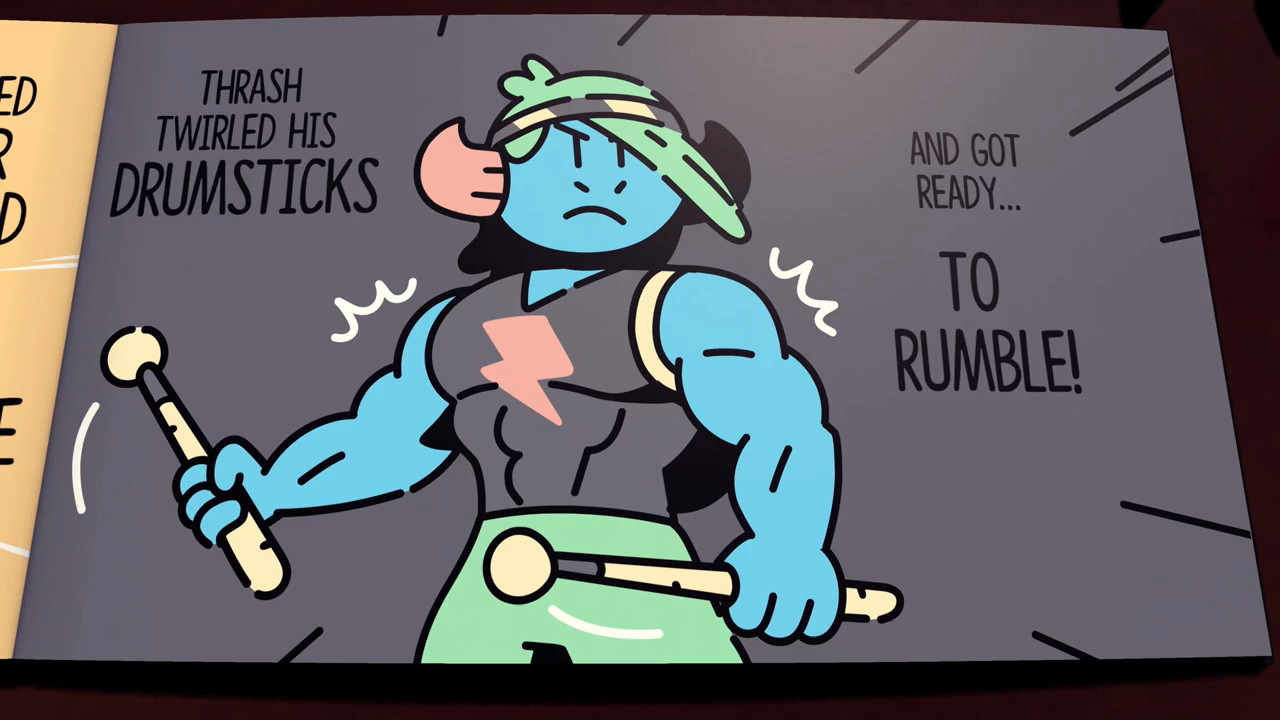 THRASH
TWIRLED HIS
DRUMSTICKS
AND GOT
READY...
TO
RUMBLE!